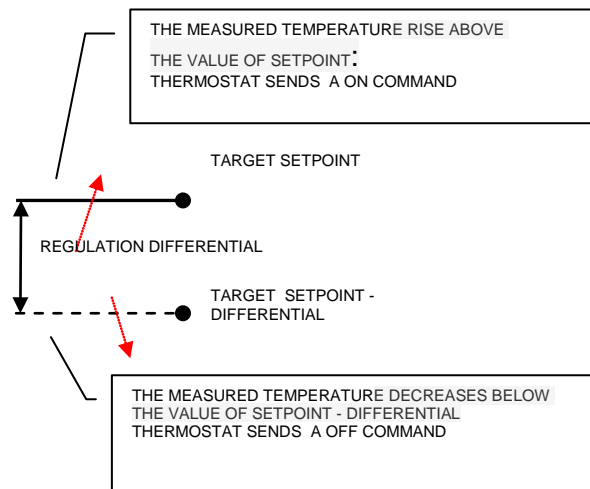 THE MEASURED TEMPERATURE RISE ABOVE
THE VALUE OF SETPOINT:
THERMOSTAT SENDS A ON COMMAND
TARGET SETPOINT
REGULATION DIFFERENTIAL
TARGET SETPOINT -
DIFFERENTIAL
THE MEASURED TEMPERATURE DECREASES BELOW
THE VALUE OF SETPOINT - DIFFERENTIAL
THERMOSTAT SENDS A OFF COMMAND